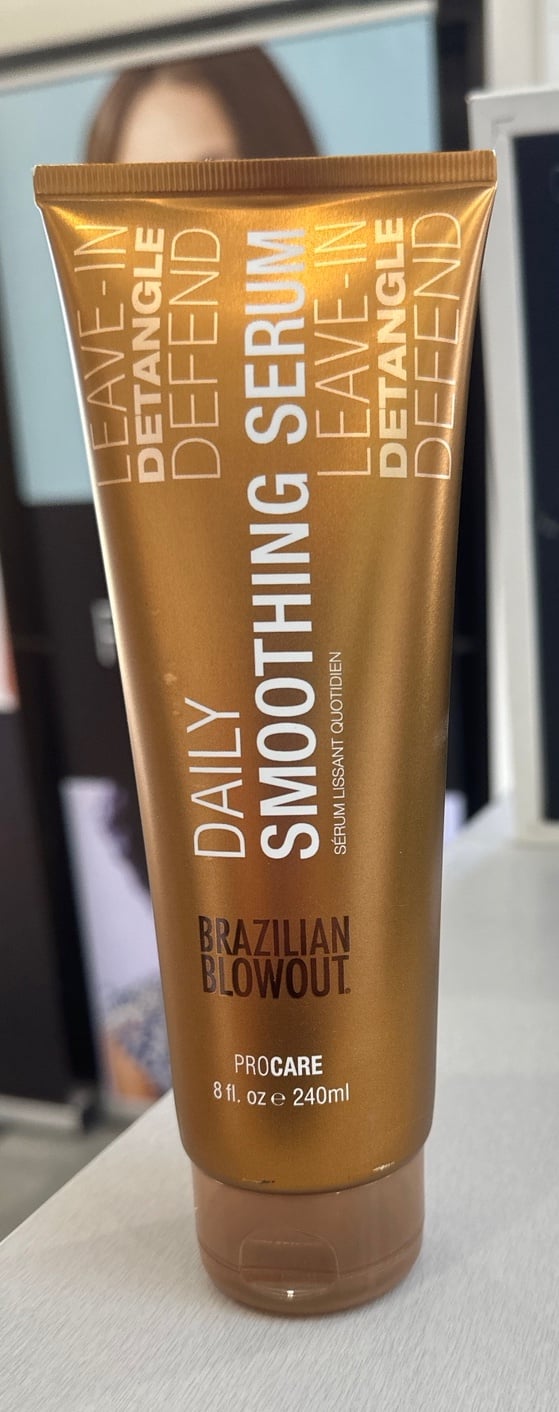 LEAVE-IN
DETANGLE
DEFEND
LEAVE-IN
DETANGLE
DEFEND
DAILY
SMOOTHING SERUM
SÉRUM LISSANT QUOTIDIEN
BRAZILIAN
BLOWOUT®
PROCARE
8 fl. oz ℮ 240ml